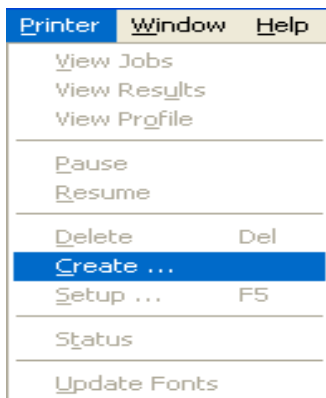 Printer Window Help
View Jobs
View Results
View Profile
Pause
Resume
Delete Del
Create ...
Setup ... F5
Status
Update Fonts